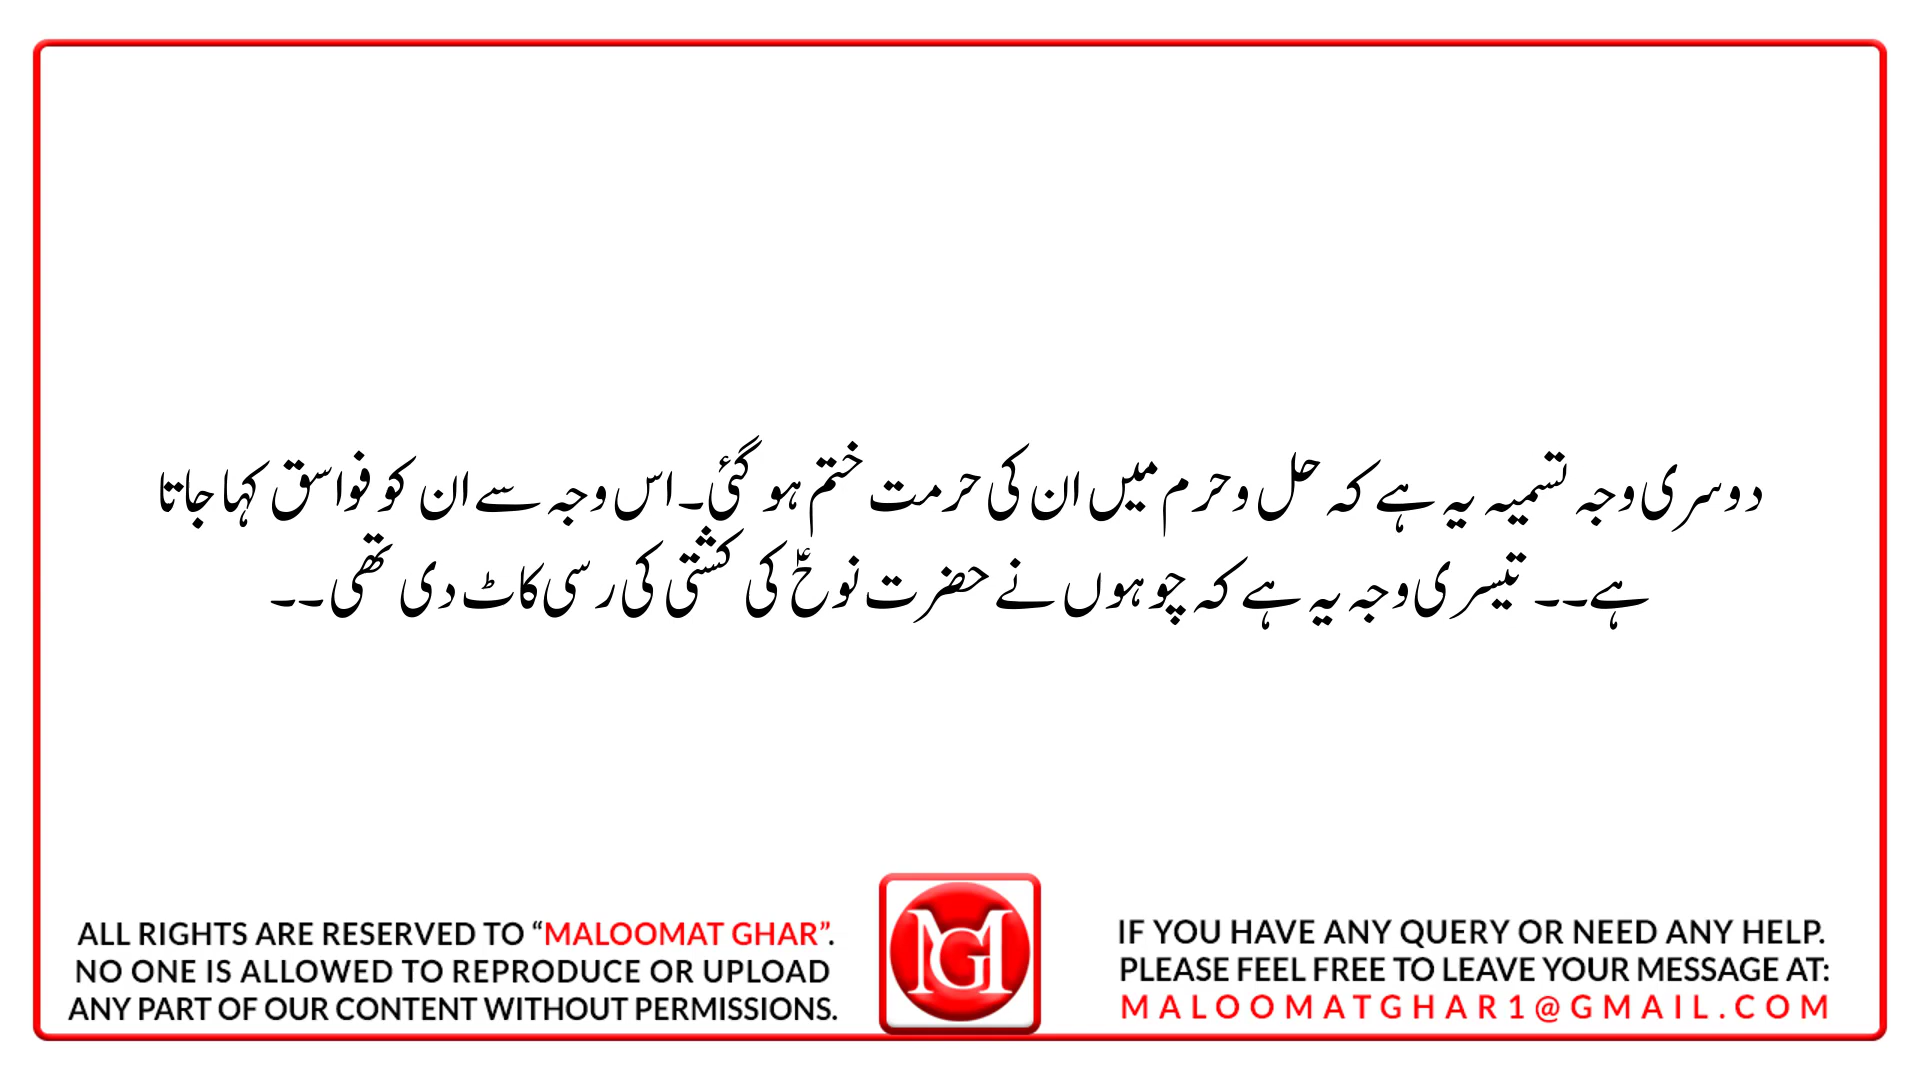 دوسری وجہ تسمیہ یہ ہے کہ حل و حرم میں ان کی حرمت ختم ہو گئی۔ اس وجہ سے ان کو فواسق کہا جاتا
ہے۔۔ تیسری وجہ یہ ہے کہ چوہوں نے حضرت نوحؑ کی کشتی کی رسی کاٹ دی تھی۔۔
ALL RIGHTS ARE RESERVED TO “MALOOMAT GHAR”.
NO ONE IS ALLOWED TO REPRODUCE OR UPLOAD
ANY PART OF OUR CONTENT WITHOUT PERMISSIONS.
MG
IF YOU HAVE ANY QUERY OR NEED ANY HELP.
PLEASE FEEL FREE TO LEAVE YOUR MESSAGE AT:
MALOOMATGHAR1@GMAIL.COM